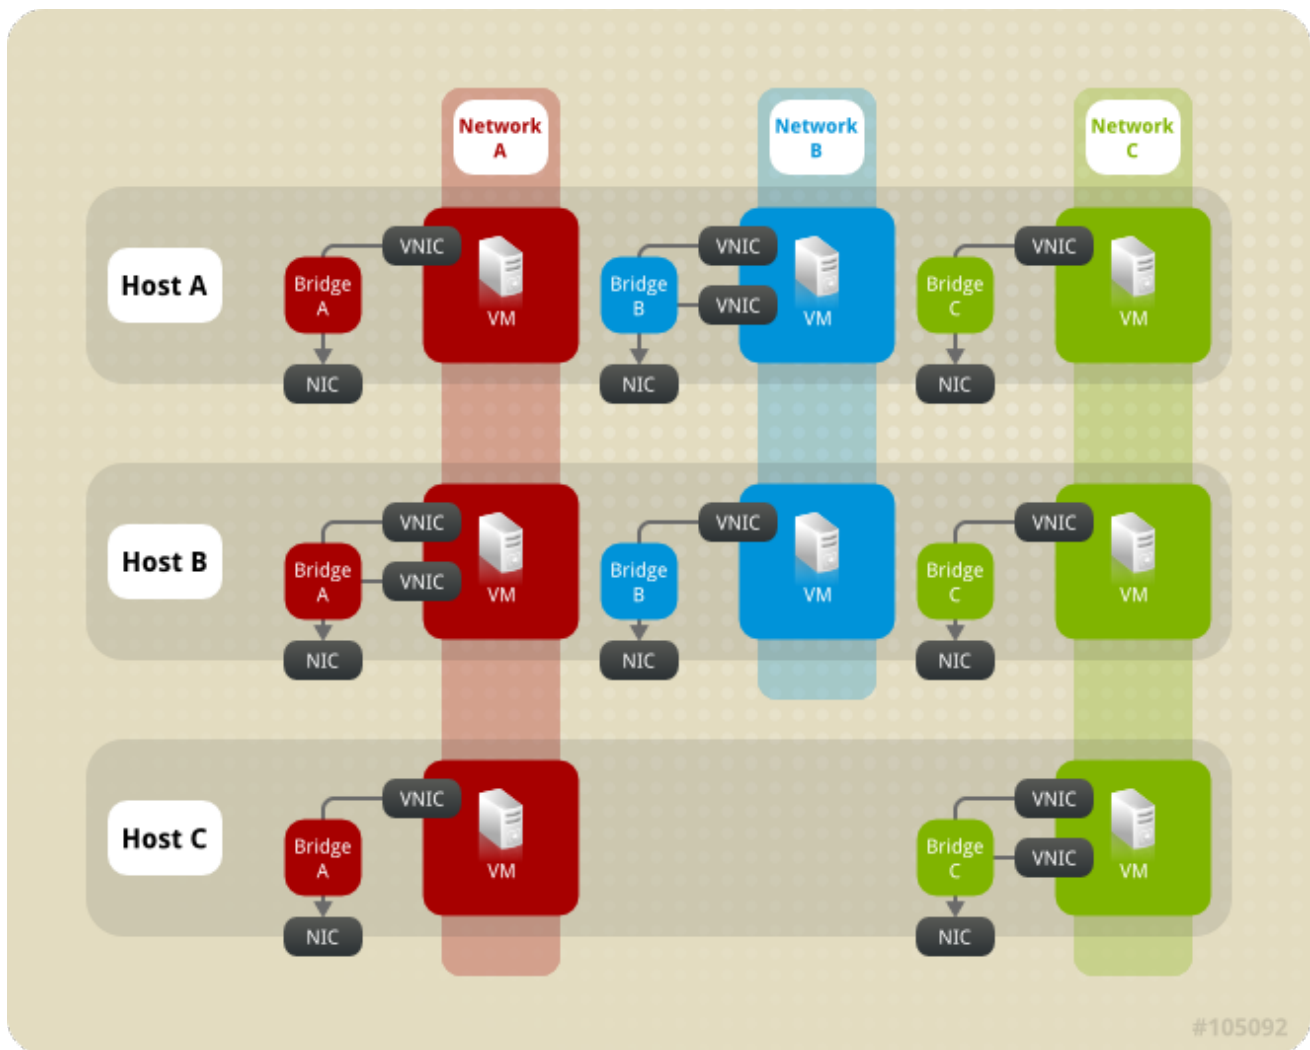 Network
A
Network
B
Network
C
Host A
Bridge
A
VNIC
VM
NIC
Bridge
B
VNIC
VNIC
VM
NIC
Bridge
C
VNIC
VM
NIC
Host B
Bridge
A
VNIC
VNIC
VM
NIC
Bridge
B
VNIC
VM
NIC
Bridge
C
VNIC
VM
NIC
Host C
Bridge
A
VNIC
VM
NIC
Bridge
C
VNIC
VNIC
VM
NIC
#105092